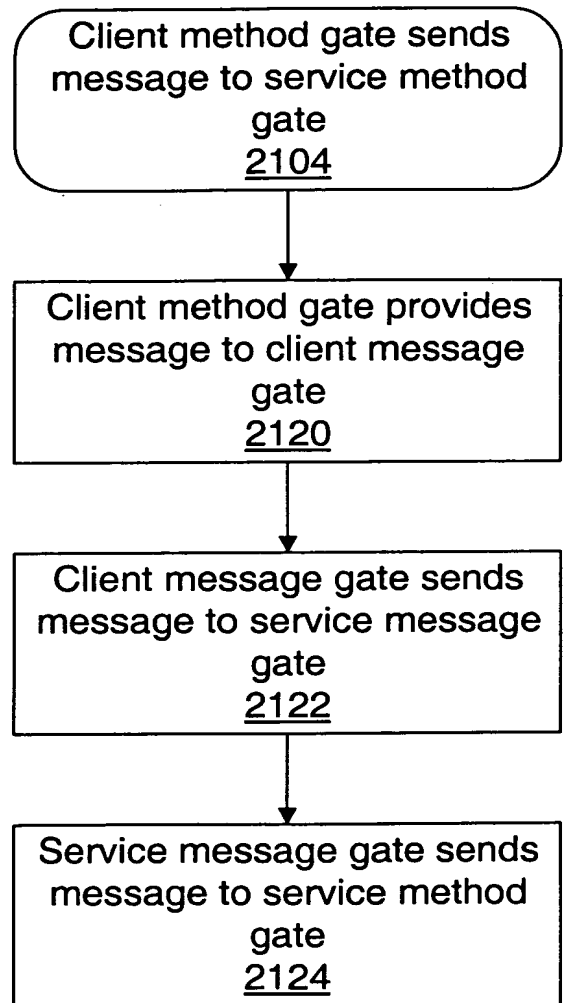 Client method gate sends
message to service method
gate
2104
Client method gate provides
message to client message
gate
2120
Client message gate sends
message to service message
gate
2122
Service message gate sends
message to service method
gate
2124